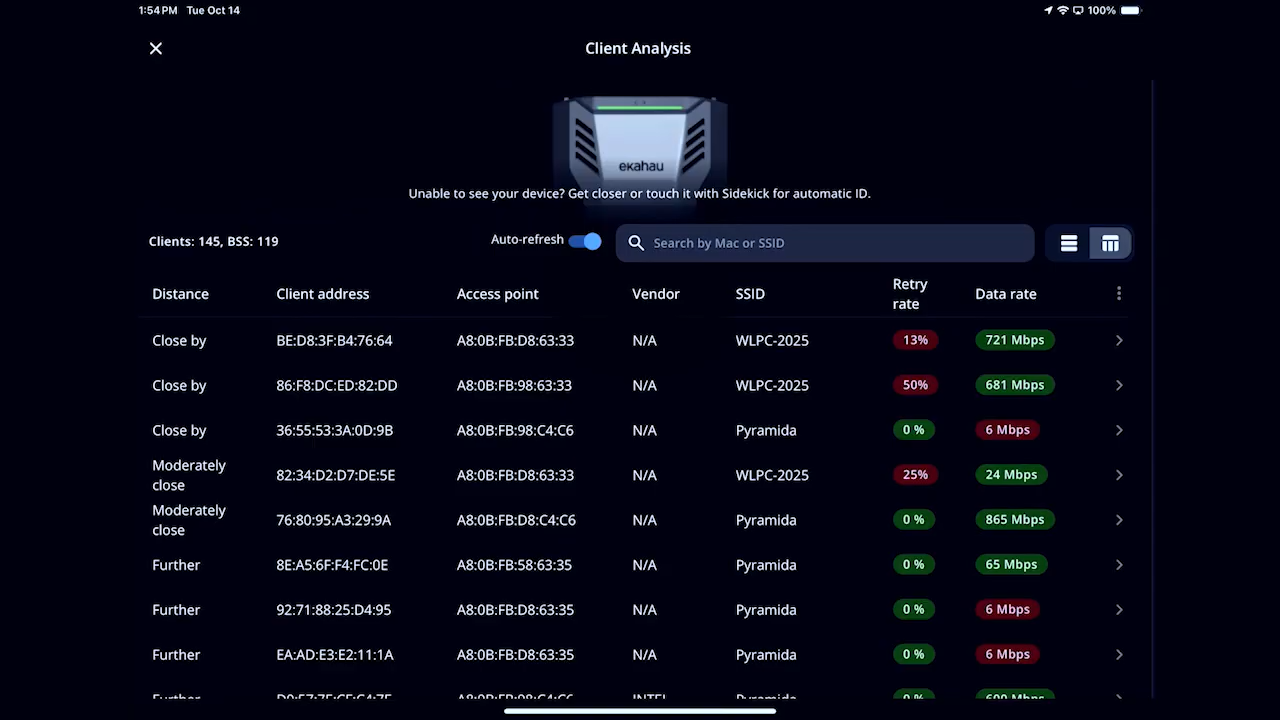 1:54 PM Tue Oct 14 100%
Client Analysis
ekahau
Unable to see your device? Get closer or touch it with Sidekick for automatic ID.
Clients: 145, BSS: 119 Auto-refresh Search by Mac or SSID
Distance Client address Access point Vendor SSID Retry rate Data rate
Close by BE:D8:3F:B4:76:64 A8:0B:FB:D8:63:33 N/A WLPC-2025 13% 721 Mbps
Close by 86:F8:DC:ED:82:DD A8:0B:FB:98:63:33 N/A WLPC-2025 50% 681 Mbps
Close by 36:55:53:3A:0D:9B A8:0B:FB:98:C4:C6 N/A Pyramida 0 % 6 Mbps
Moderately close 82:34:D2:D7:DE:5E A8:0B:FB:D8:63:33 N/A WLPC-2025 25% 24 Mbps
Moderately close 76:80:95:A3:29:9A A8:0B:FB:D8:C4:C6 N/A Pyramida 0 % 865 Mbps
Further 8E:A5:6F:F4:FC:0E A8:0B:FB:58:63:35 N/A Pyramida 0 % 65 Mbps
Further 92:71:88:25:D4:95 A8:0B:FB:D8:63:35 N/A Pyramida 0 % 6 Mbps
Further EA:AD:E3:E2:11:1A A8:0B:FB:D8:63:35 N/A Pyramida 0 % 6 Mbps
Further A8:0B:FB:98:C4:C6 INTEL Pyramida 0 %